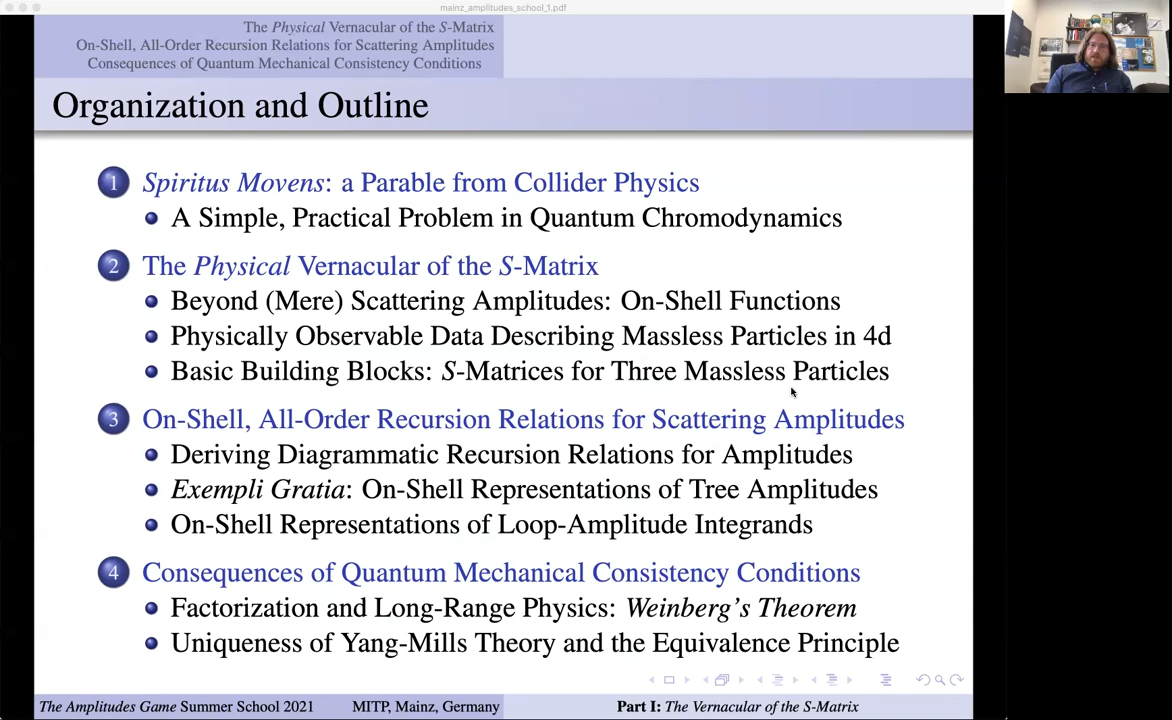 mainz_amplitudes_school_1.pdf
The Physical Vernacular of the S-Matrix
On-Shell, All-Order Recursion Relations for Scattering Amplitudes
Consequences of Quantum Mechanical Consistency Conditions
Organization and Outline
1 Spiritus Movens: a Parable from Collider Physics
A Simple, Practical Problem in Quantum Chromodynamics
2 The Physical Vernacular of the S-Matrix
Beyond (Mere) Scattering Amplitudes: On-Shell Functions
Physically Observable Data Describing Massless Particles in 4d
Basic Building Blocks: S-Matrices for Three Massless Particles
3 On-Shell, All-Order Recursion Relations for Scattering Amplitudes
Deriving Diagrammatic Recursion Relations for Amplitudes
Exempli Gratia: On-Shell Representations of Tree Amplitudes
On-Shell Representations of Loop-Amplitude Integrands
4 Consequences of Quantum Mechanical Consistency Conditions
Factorization and Long-Range Physics: Weinberg's Theorem
Uniqueness of Yang-Mills Theory and the Equivalence Principle
The Amplitudes Game Summer School 2021 MITP, Mainz, Germany Part I: The Vernacular of the S-Matrix